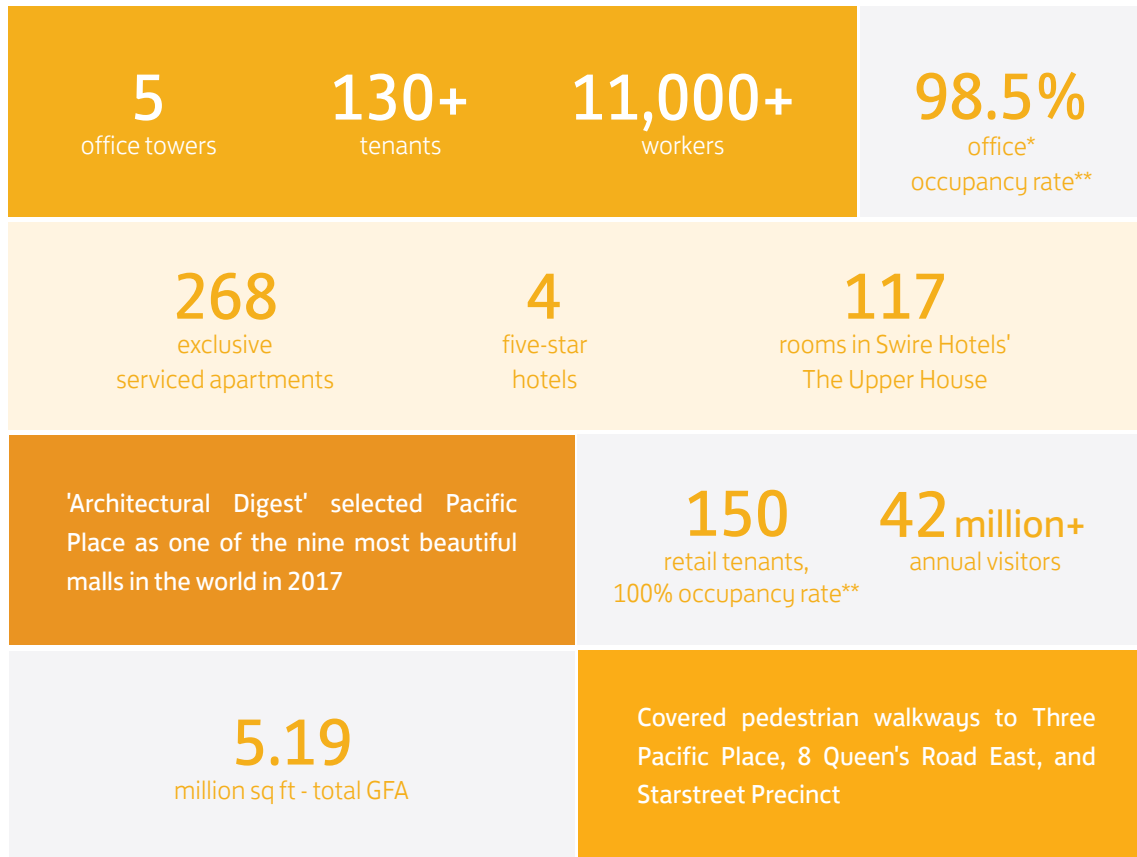 5
office towers
130+
tenants
11,000+
workers
98.5%
office*
occupancy rate**
268
exclusive
serviced apartments
4
five-star
hotels
117
rooms in Swire Hotels'
The Upper House
'Architectural Digest' selected Pacific
Place as one of the nine most beautiful
malls in the world in 2017
150
retail tenants,
100% occupancy rate**
42 million+
annual visitors
5.19
million sq ft - total GFA
Covered pedestrian walkways to Three
Pacific Place, 8 Queen's Road East, and
Starstreet Precinct